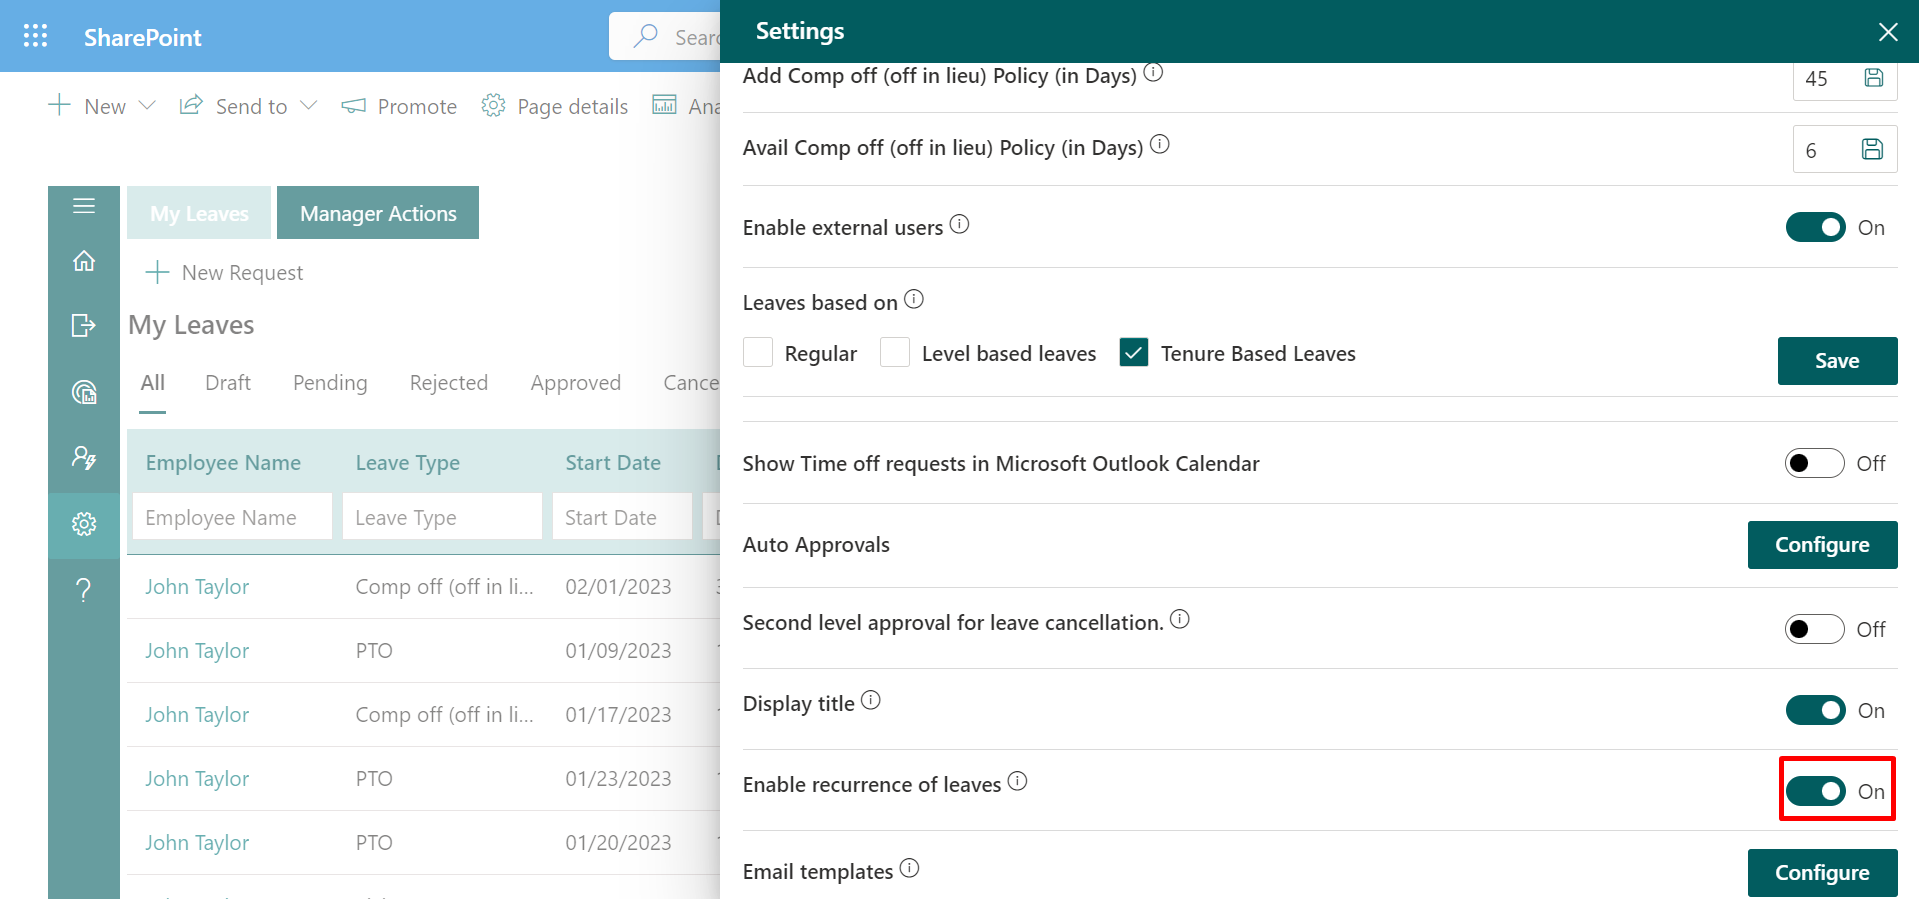 SharePoint
Searc
Settings
New
Send to
Promote
Page details
Ana
My Leaves
Manager Actions
New Request
My Leaves
All
Draft
Pending
Rejected
Approved
Cance
Employee Name
Leave Type
Start Date
Employee Name
Leave Type
Start Date
John Taylor
Comp off (off in li...
02/01/2023
John Taylor
PTO
01/09/2023
John Taylor
Comp off (off in li...
01/17/2023
John Taylor
PTO
01/23/2023
John Taylor
PTO
01/20/2023
Add Comp off (off in lieu) Policy (in Days)
45
Avail Comp off (off in lieu) Policy (in Days)
6
Enable external users
On
Leaves based on
Regular
Level based leaves
Tenure Based Leaves
Save
Show Time off requests in Microsoft Outlook Calendar
Off
Auto Approvals
Configure
Second level approval for leave cancellation.
Off
Display title
On
Enable recurrence of leaves
On
Email templates
Configure